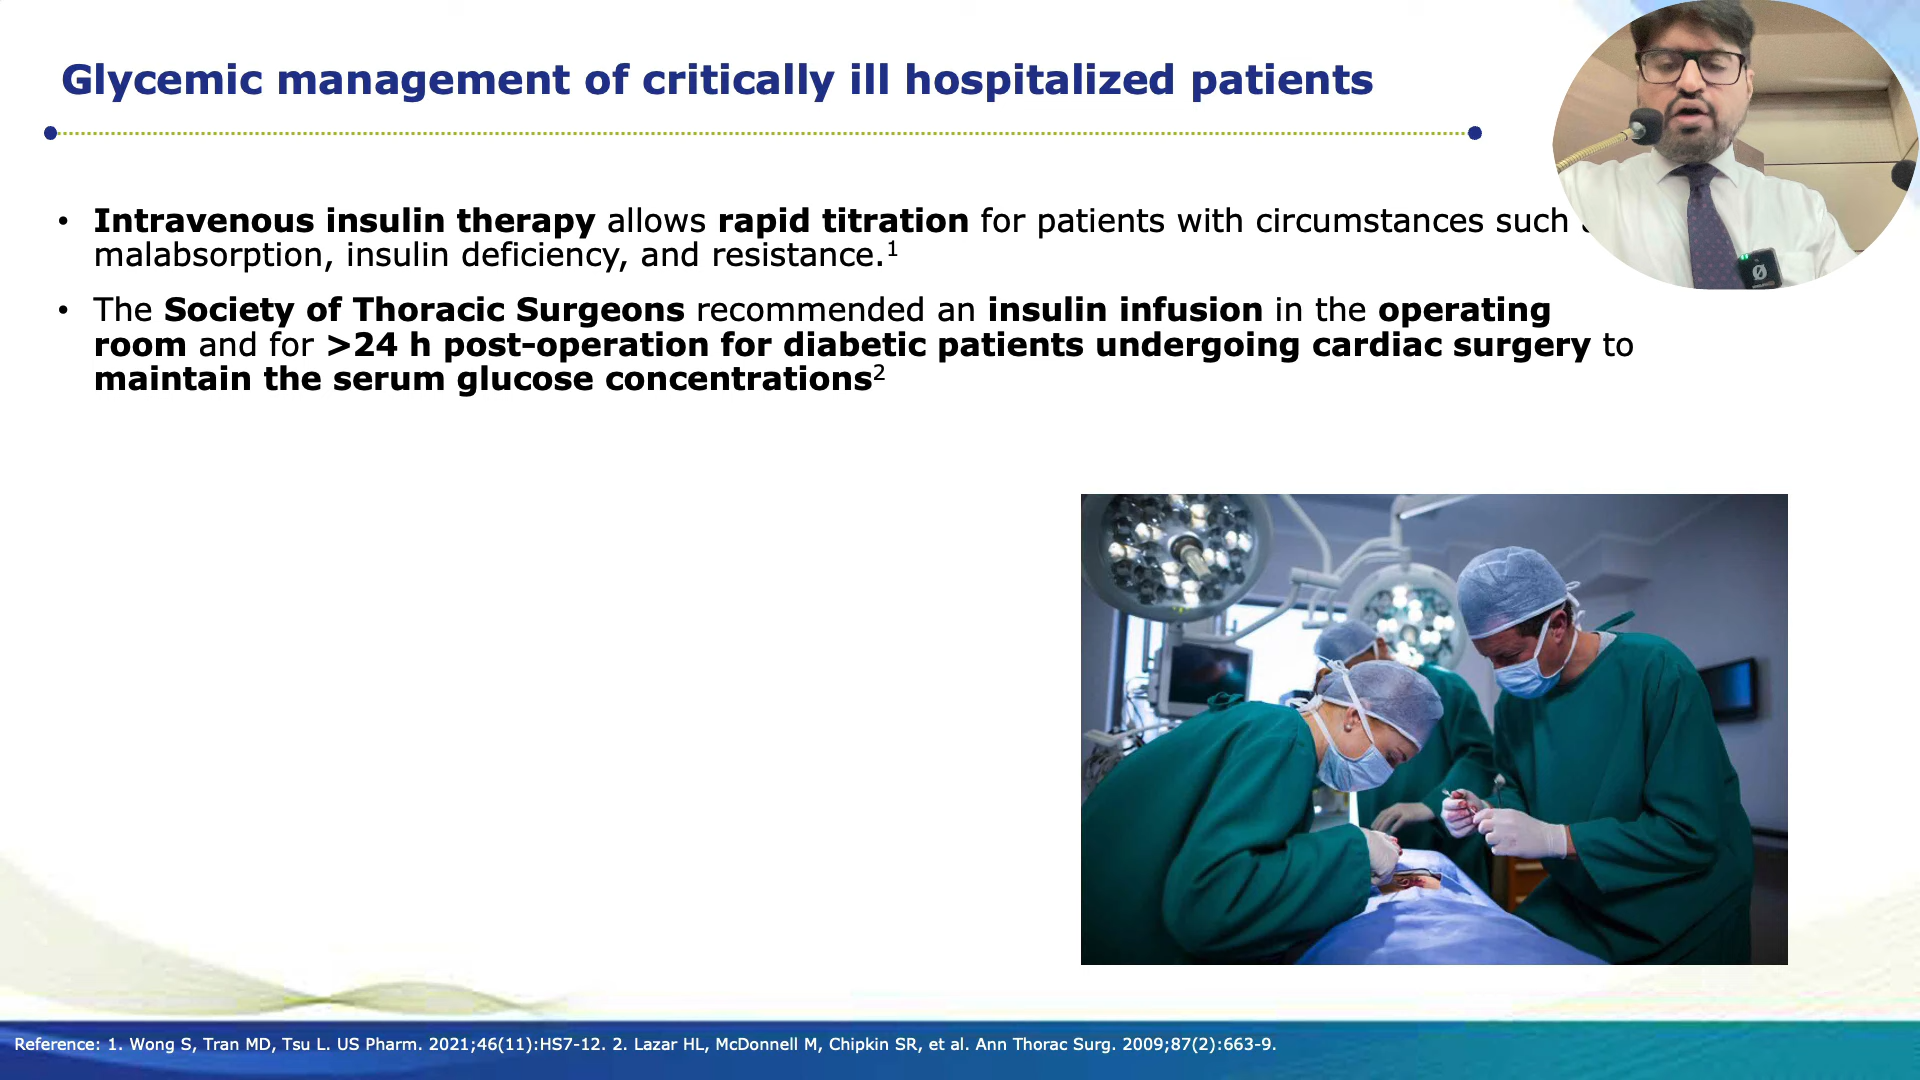 Glycemic management of critically ill hospitalized patients
• Intravenous insulin therapy allows rapid titration for patients with circumstances such
malabsorption, insulin deficiency, and resistance.1
• The Society of Thoracic Surgeons recommended an insulin infusion in the operating
room and for >24 h post-operation for diabetic patients undergoing cardiac surgery to
maintain the serum glucose concentrations2
Reference: 1. Wong S, Tran MD, Tsu L. US Pharm. 2021;46(11):HS7-12. 2. Lazar HL, McDonnell M, Chipkin SR, et al. Ann Thorac Surg. 2009;87(2):663-9.